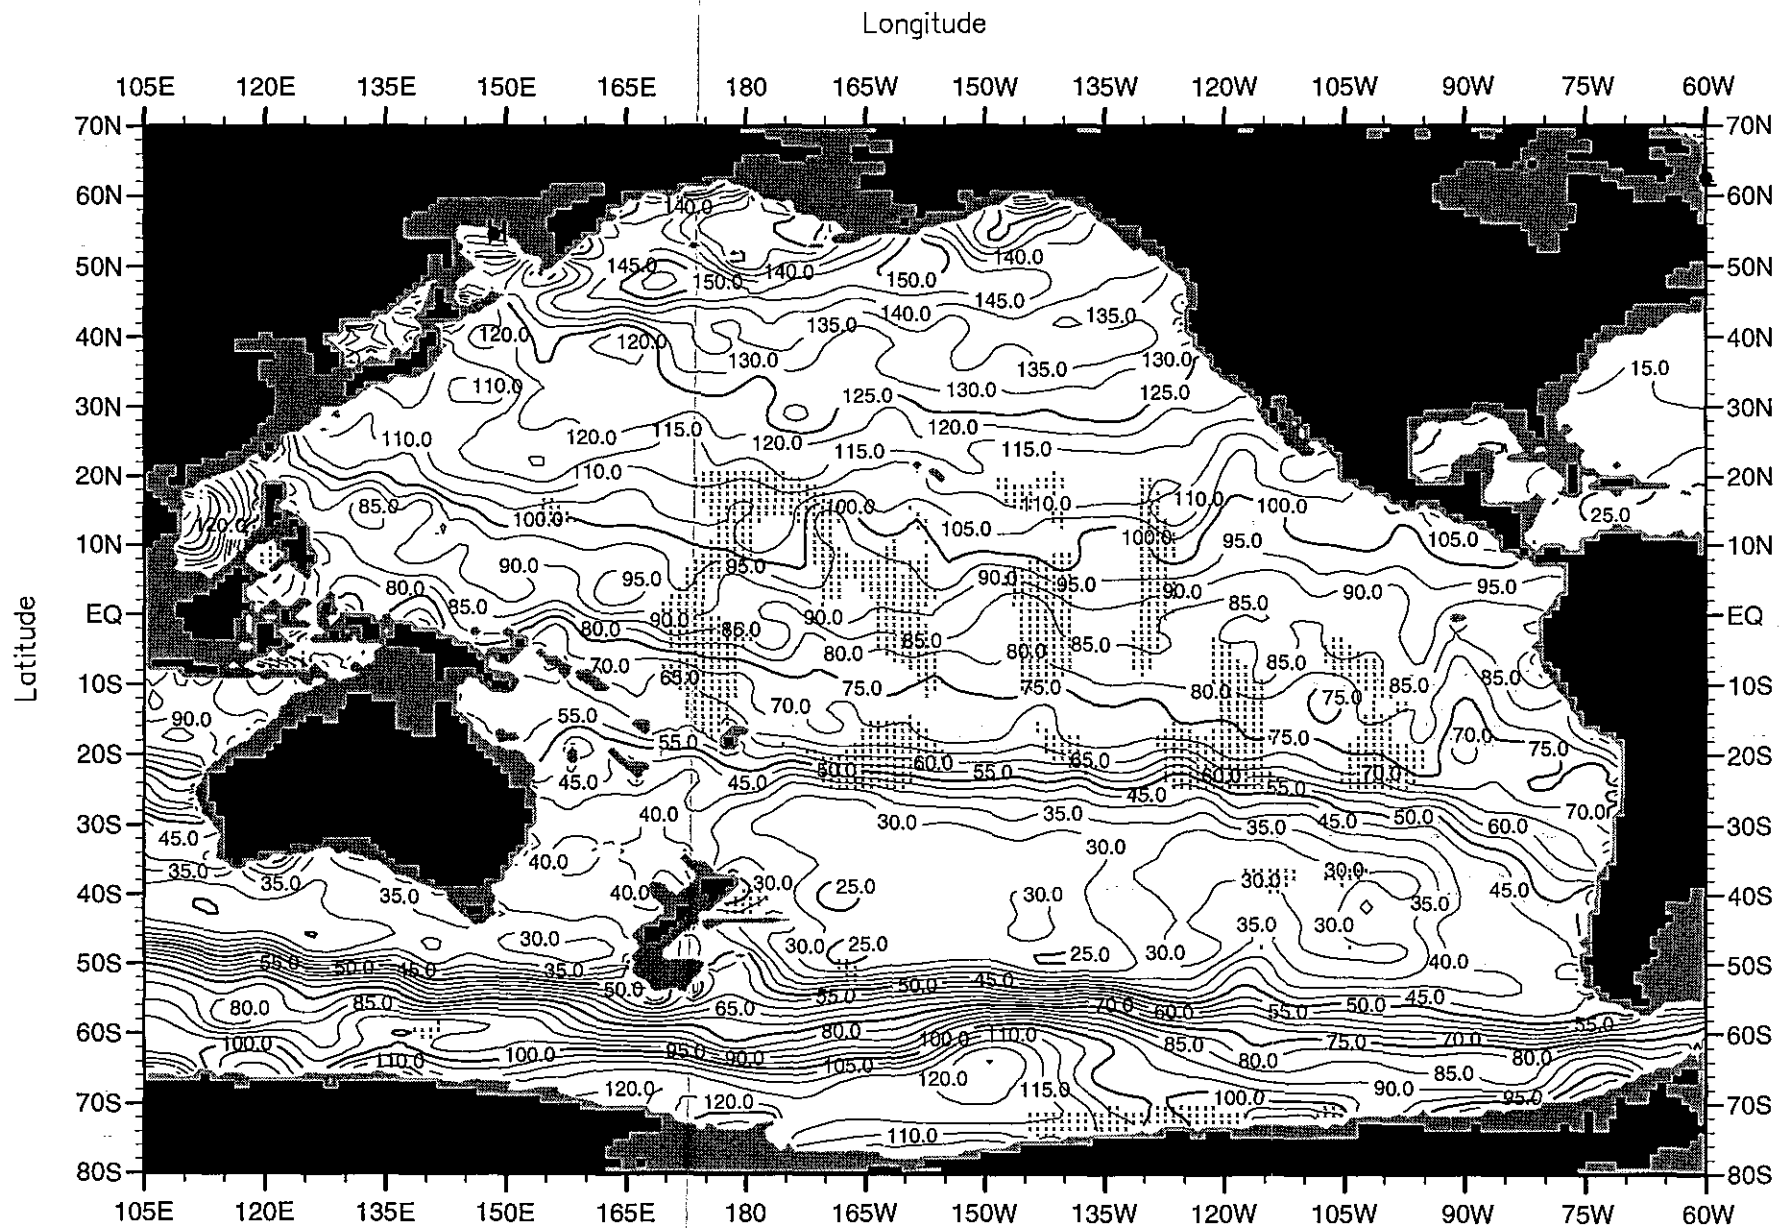 Longitude
105E 120E 135E 150E 165E 180 165W 150W 135W 120W 105W 90W 75W 60W
70N 70N
60N 140.0 60N
50N 145.0 150.0 140.0 150.0 140.0 145.0 50N
40N 120.0 120.0 135.0 140.0 130.0 135.0 135.0 130.0 40N
15.0
30N 110.0 125.0 130.0 125.0 30N
110.0 120.0 115.0 120.0 115.0 120.0 115.0
20N 110.0 110.0 110.0 100.0 20N
120.0 85.0 100.0 100.0 105.0 100.0 25.0
10N 95.0 105.0 10N
90.0 95.0 95.0 90.0 95.0 90.0 90.0 95.0
80.0 85.0 85.0
EQ 80.0 90.0 85.0 90.0 85.0 80.0 85.0 EQ
70.0 65.0 80.0 85.0
10S 75.0 75.0 80.0 75.0 85.0 85.0 10S
90.0 55.0 70.0
20S 55.0 75.0 70.0 75.0 20S
45.0 45.0 60.0 60.0 55.0 65.0 45.0 60.0 55.0 70.0
30S 45.0 40.0 30.0 35.0 35.0 45.0 50.0 60.0 70.0 30S
35.0 35.0 40.0 30.0
40S 35.0 40.0 30.0 25.0 30.0 30.0 30.0 35.0 45.0 40S
30.0 30.0 25.0 25.0 30.0 35.0 30.0
50S 55.0 50.0 45.0 35.0 50.0 55.0 50.0 45.0 40.0 50S
80.0 85.0 65.0 70.0 60.0 55.0 50.0 45.0
60S 100.0 110.0 100.0 95.0 90.0 80.0 105.0 100.0 110.0 85.0 80.0 75.0 70.0 80.0 55.0 60S
70S 120.0 120.0 120.0 115.0 100.0 90.0 85.0 95.0 70S
110.0
80S 80S
105E 120E 135E 150E 165E 180 165W 150W 135W 120W 105W 90W 75W 60W
Latitude